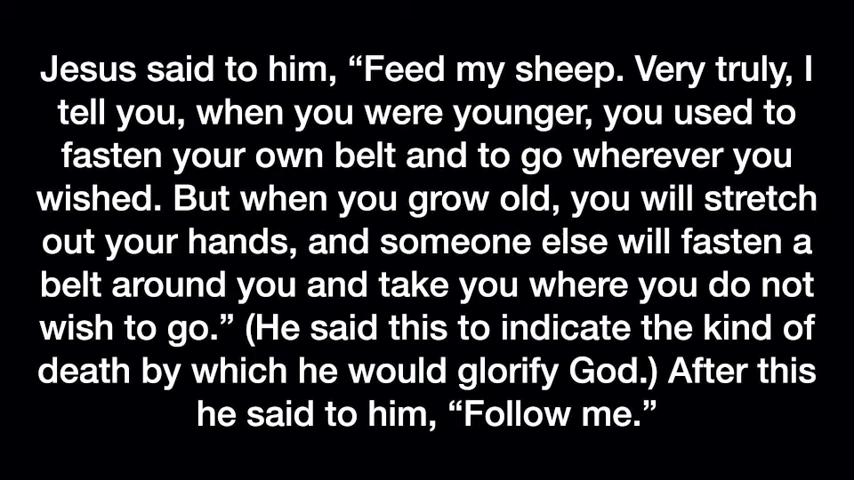 Jesus said to him, “Feed my sheep. Very truly, I
tell you, when you were younger, you used to
fasten your own belt and to go wherever you
wished. But when you grow old, you will stretch
out your hands, and someone else will fasten a
belt around you and take you where you do not
wish to go.” (He said this to indicate the kind of
death by which he would glorify God.) After this
he said to him, “Follow me.”